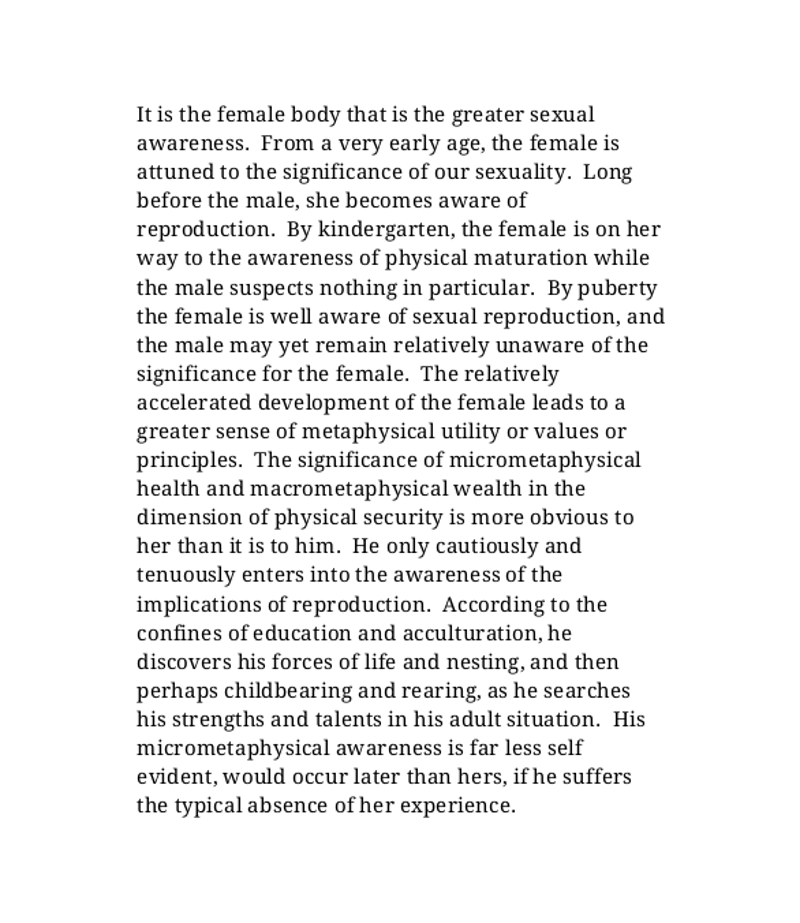 It is the female body that is the greater sexual
awareness.  From a very early age, the female is
attuned to the significance of our sexuality.  Long
before the male, she becomes aware of
reproduction.  By kindergarten, the female is on her
way to the awareness of physical maturation while
the male suspects nothing in particular.  By puberty
the female is well aware of sexual reproduction, and
the male may yet remain relatively unaware of the
significance for the female.  The relatively
accelerated development of the female leads to a
greater sense of metaphysical utility or values or
principles.  The significance of micrometaphysical
health and macrometaphysical wealth in the
dimension of physical security is more obvious to
her than it is to him.  He only cautiously and
tenuously enters into the awareness of the
implications of reproduction.  According to the
confines of education and acculturation, he
discovers his forces of life and nesting, and then
perhaps childbearing and rearing, as he searches
his strengths and talents in his adult situation.  His
micrometaphysical awareness is far less self
evident, would occur later than hers, if he suffers
the typical absence of her experience.